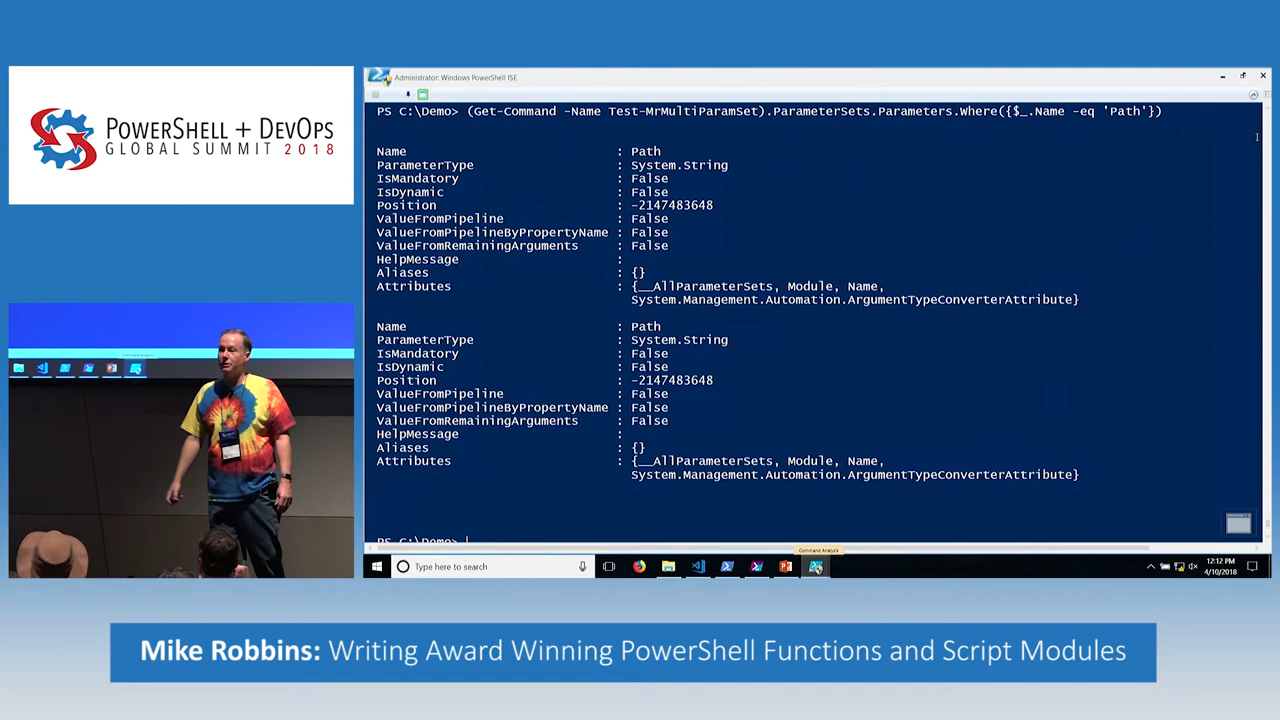 POWERSHELL + DEVOPS
GLOBAL SUMMIT 2018
Administrator: Windows PowerShell ISE
PS C:\Demo> (Get-Command -Name Test-MrMultiParamSet).ParameterSets.Parameters.Where({$_.Name -eq 'Path'})
Name : Path
ParameterType : System.String
IsMandatory : False
IsDynamic : False
Position : -2147483648
ValueFromPipeline : False
ValueFromPipelineByPropertyName : False
ValueFromRemainingArguments : False
HelpMessage :
Aliases : {}
Attributes : {__AllParameterSets, Module, Name,
System.Management.Automation.ArgumentTypeConverterAttribute}
Name : Path
ParameterType : System.String
IsMandatory : False
IsDynamic : False
Position : -2147483648
ValueFromPipeline : False
ValueFromPipelineByPropertyName : False
ValueFromRemainingArguments : False
HelpMessage :
Aliases : {}
Attributes : {__AllParameterSets, Module, Name,
System.Management.Automation.ArgumentTypeConverterAttribute}
PS C:\Demo>
Command Analysis
Type here to search
12:12 PM
4/10/2018
Mike Robbins: Writing Award Winning PowerShell Functions and Script Modules